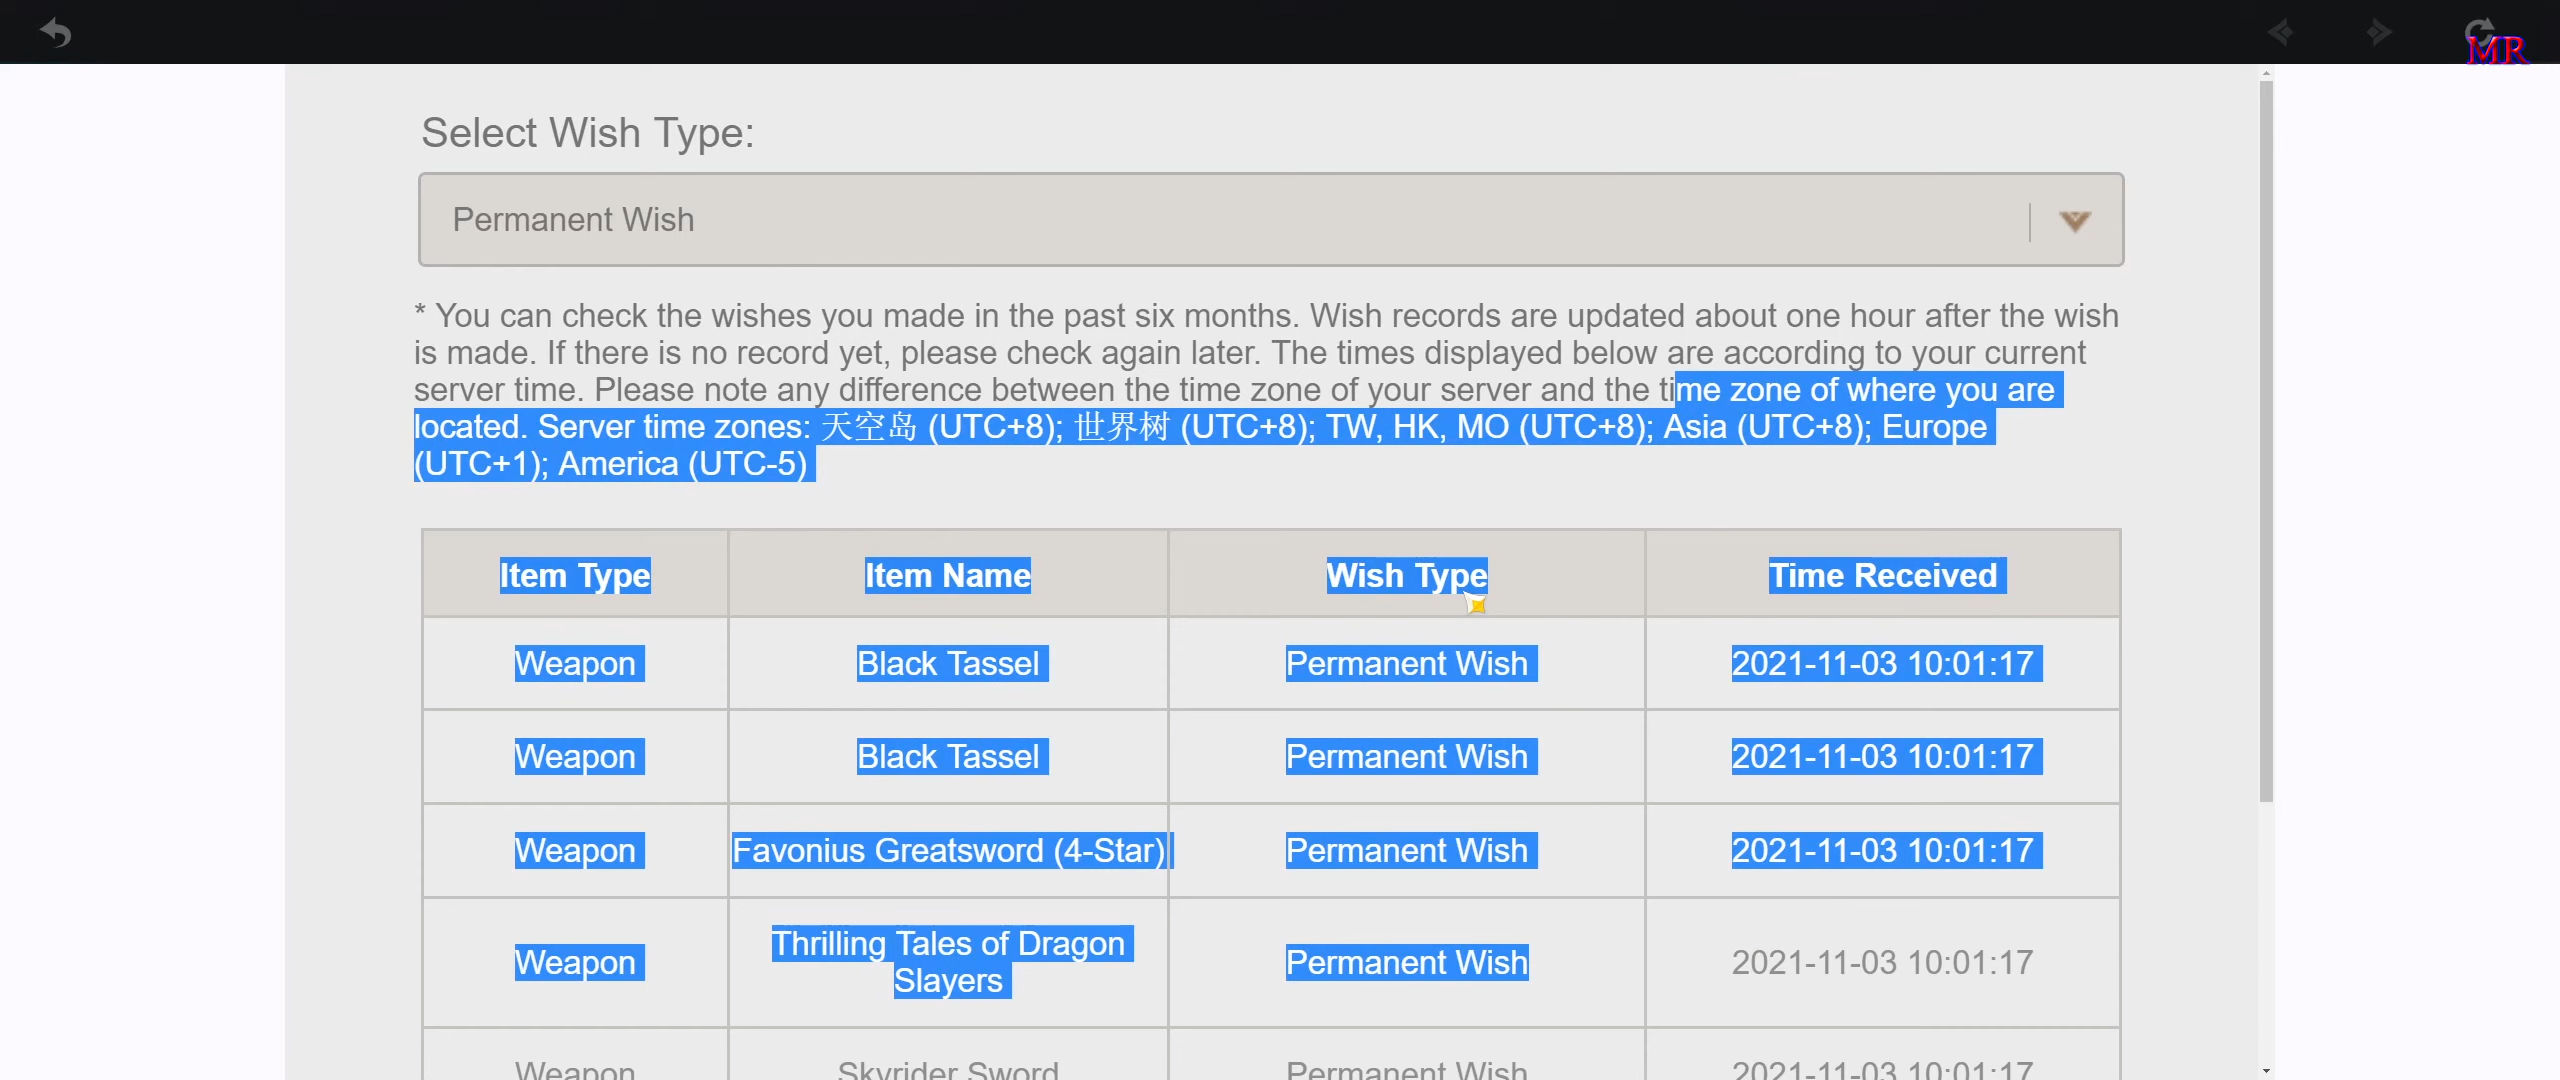 MR
Select Wish Type:
Permanent Wish
* You can check the wishes you made in the past six months. Wish records are updated about one hour after the wish
is made. If there is no record yet, please check again later. The times displayed below are according to your current
server time. Please note any difference between the time zone of your server and the time zone of where you are
located. Server time zones: 天空岛 (UTC+8); 世界树 (UTC+8); TW, HK, MO (UTC+8); Asia (UTC+8); Europe
(UTC+1); America (UTC-5)
Item Type Item Name Wish Type Time Received
Weapon Black Tassel Permanent Wish 2021-11-03 10:01:17
Weapon Black Tassel Permanent Wish 2021-11-03 10:01:17
Weapon Favonius Greatsword (4-Star) Permanent Wish 2021-11-03 10:01:17
Weapon Thrilling Tales of Dragon Permanent Wish 2021-11-03 10:01:17
Slayers
Weapon Skyrider Sword Permanent Wish 2021-11-03 10:01:17